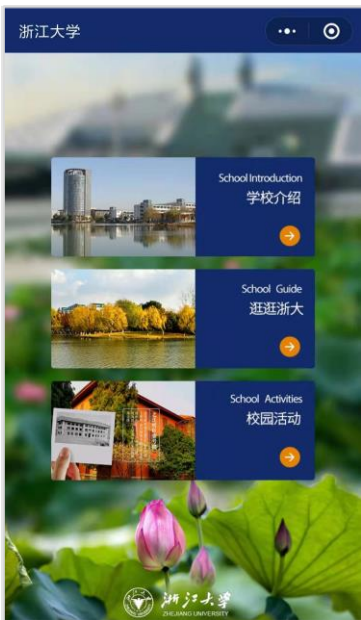 浙江大学
School Introduction
学校介绍
School Guide
逛逛浙大
School Activities
校园活动
浙江大学
ZHEJIANG UNIVERSITY